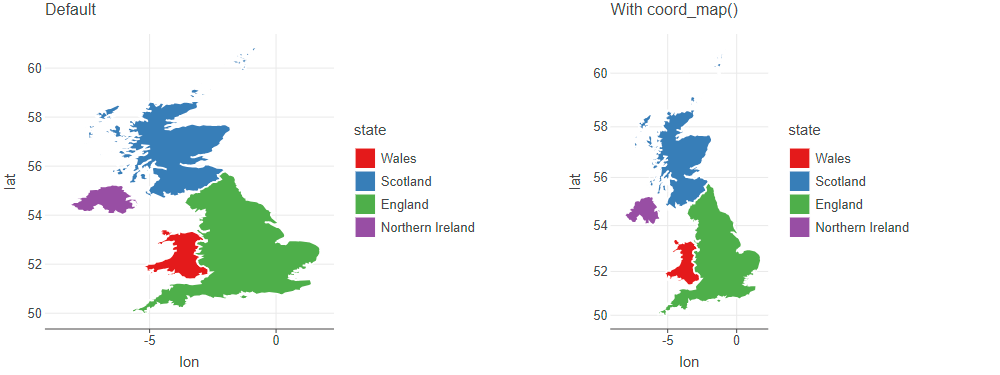 Default
lat
60
58
56
54
52
50
-5
0
lon
state
Wales
Scotland
England
Northern Ireland
With coord_map()
lat
60
58
56
54
52
50
-5
0
lon
state
Wales
Scotland
England
Northern Ireland